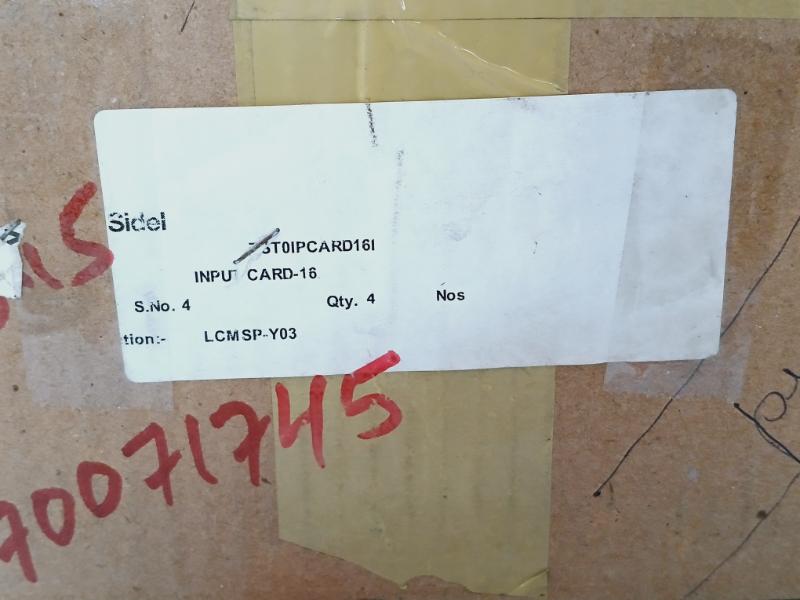 Sidel
ST0IPCARD16I
INPUT CARD-16
S.No. 4 Qty. 4 Nos
tion:- LCMSP-Y03
70071745